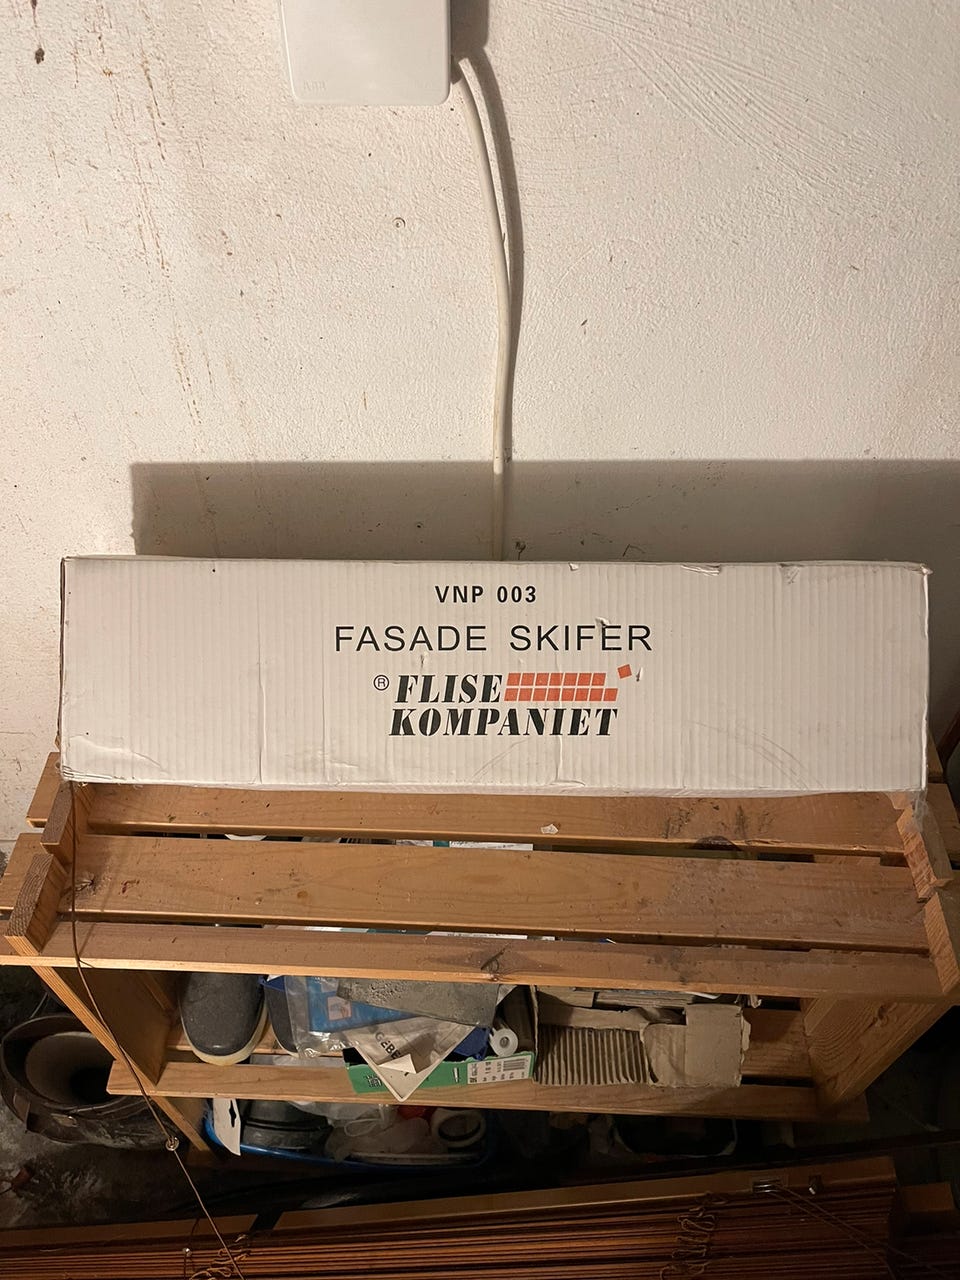 VNP 003
FASADE SKIFER
® FLISE
KOMPANIET